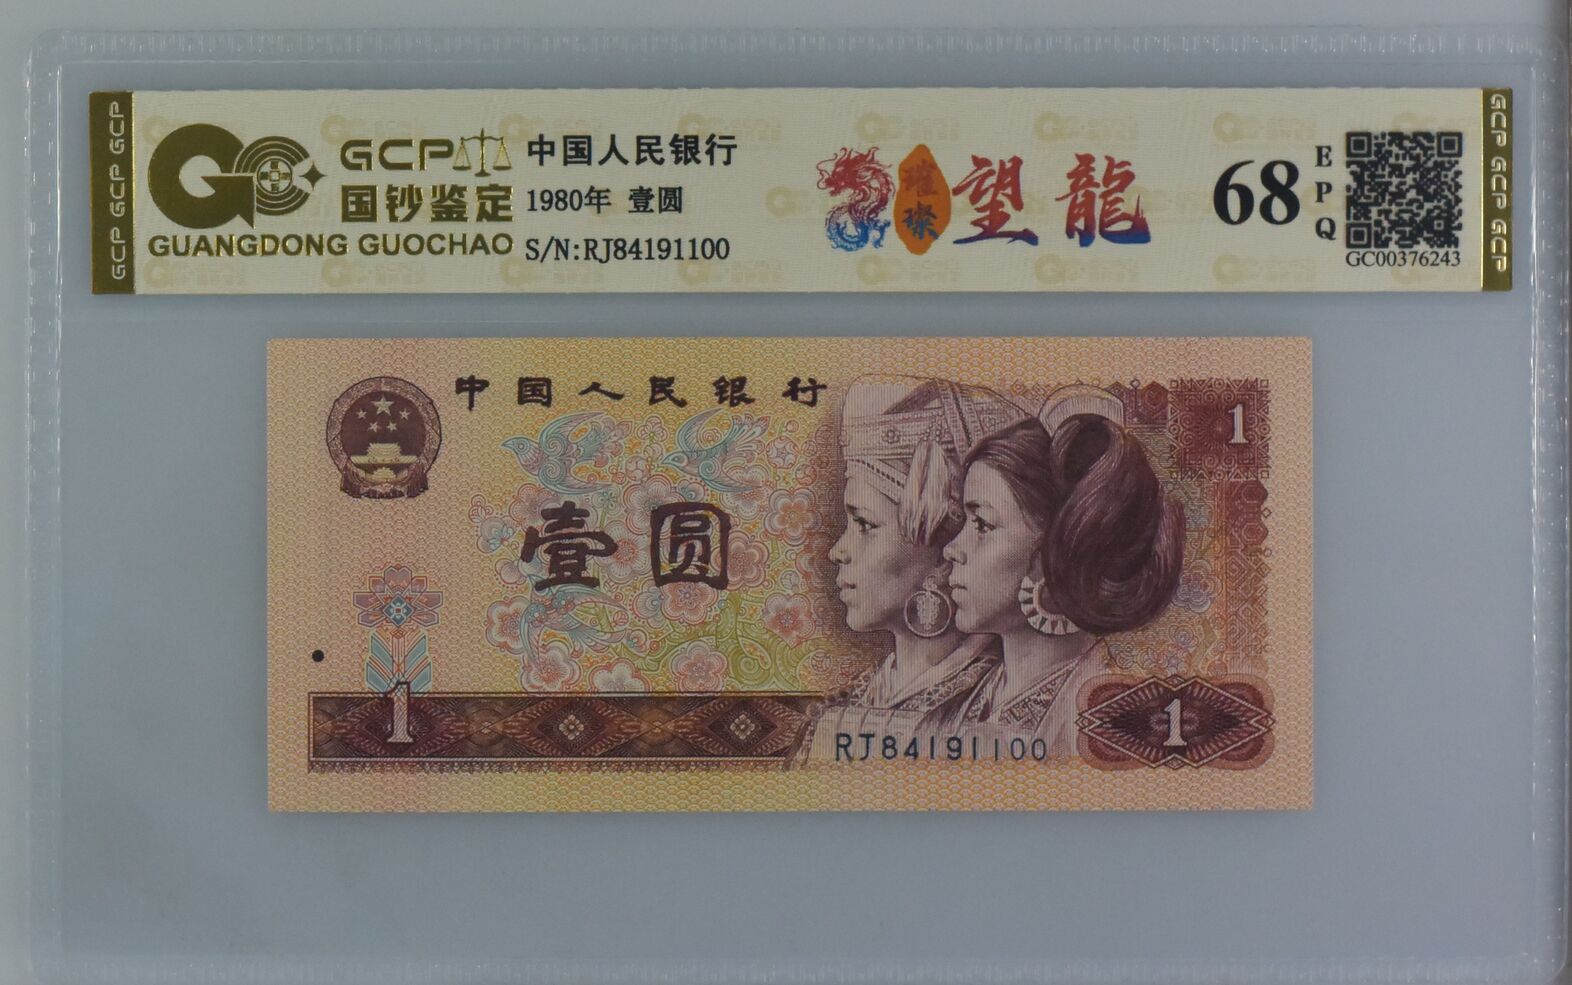 GCP GCP GCP
GCP
国钞鉴定
GUANGDONG GUOCHAO
中国人民银行
1980年 壹圆
S/N:RJ84191100
璀璨
望龍
68
EPQ
GC00376243
GCP GCP GCP
中国人民银行
1
壹圆
1
RJ84191100
1